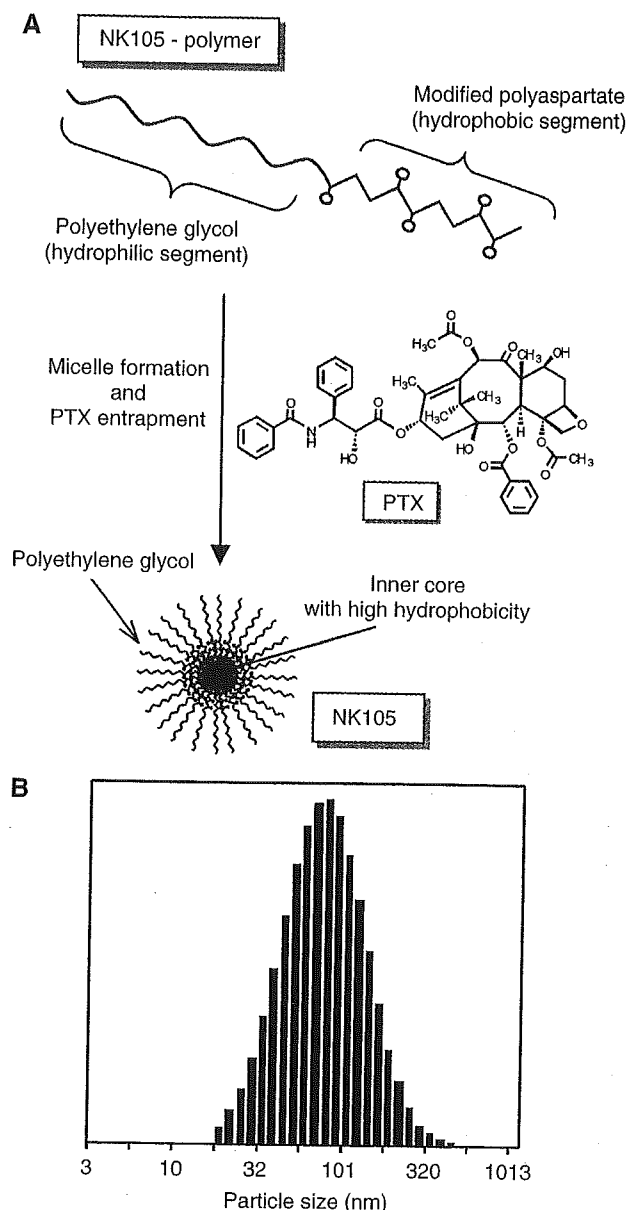 A
NK105 - polymer
Modified polyaspartate
(hydrophobic segment)
Polyethylene glycol
(hydrophilic segment)
Micelle formation
and
PTX entrapment
O
N
H
HO
O
O
H₃C
O
O
H₃C
H₃C
CH₃
O
CH₃
OH
HO
H
O
O
O
O
O
CH₃
PTX
Polyethylene glycol
Inner core
with high hydrophobicity
NK105
B
3 10 32 101 320 1013
Particle size (nm)